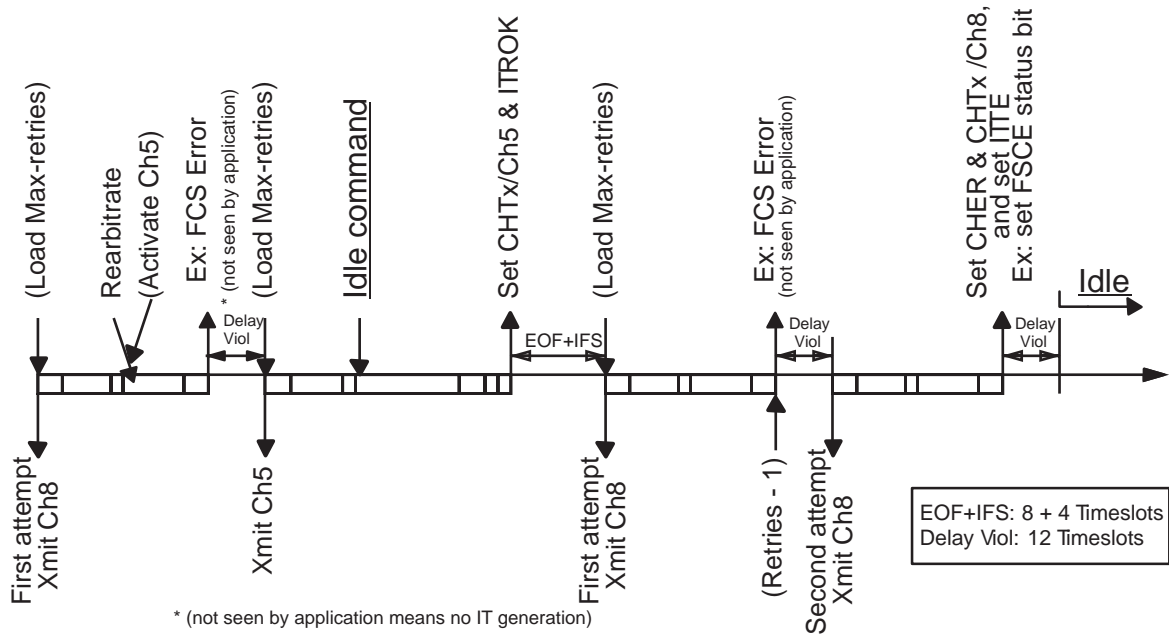 (Load Max-retries)
Rearbitrate
(Activate Ch5)
Ex: FCS Error
* (not seen by application)
(Load Max-retries)
Idle command
Set CHTx/Ch5 & ITROK
(Load Max-retries)
Ex: FCS Error
(not seen by application)
Set CHER & CHTx /Ch8,
and set ITTE
Ex: set FSCE status bit
Idle
Delay
Viol
EOF+IFS
Delay
Viol
Delay
Viol
First attempt
Xmit Ch8
Xmit Ch5
First attempt
Xmit Ch8
(Retries - 1)
Second attempt
Xmit Ch8
EOF+IFS: 8 + 4 Timeslots
Delay Viol: 12 Timeslots
* (not seen by application means no IT generation)